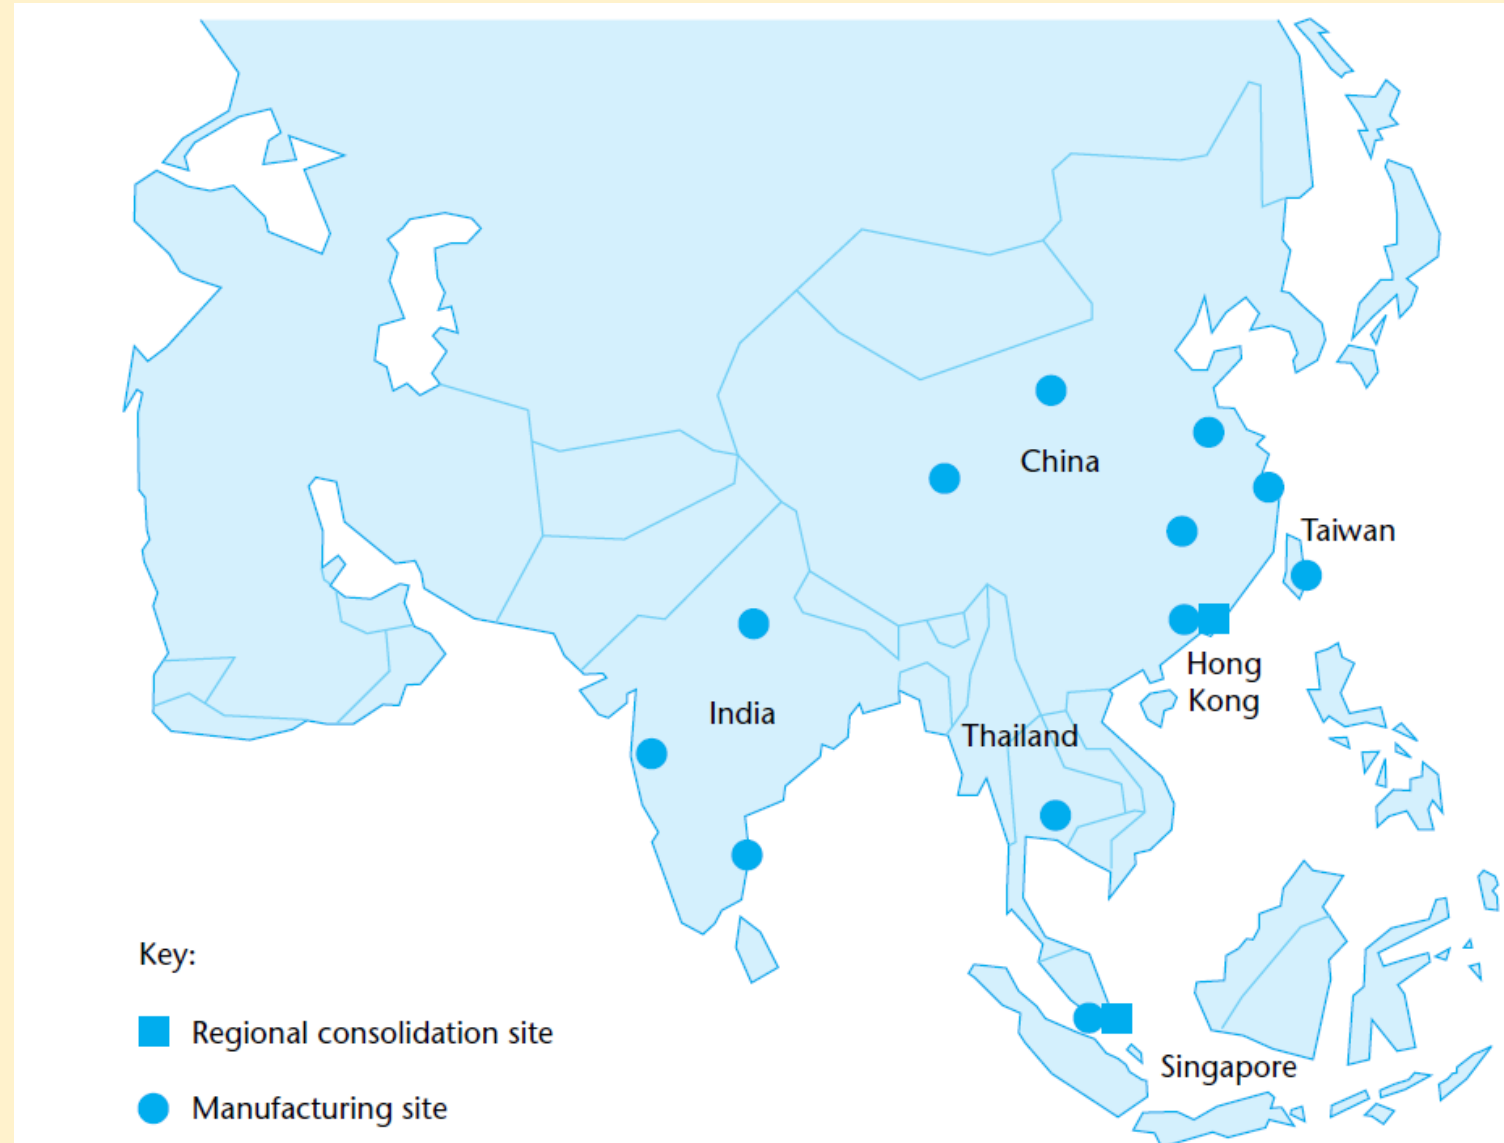 China
Taiwan
Hong
Kong
India
Thailand
Key:
Regional consolidation site
Singapore
Manufacturing site